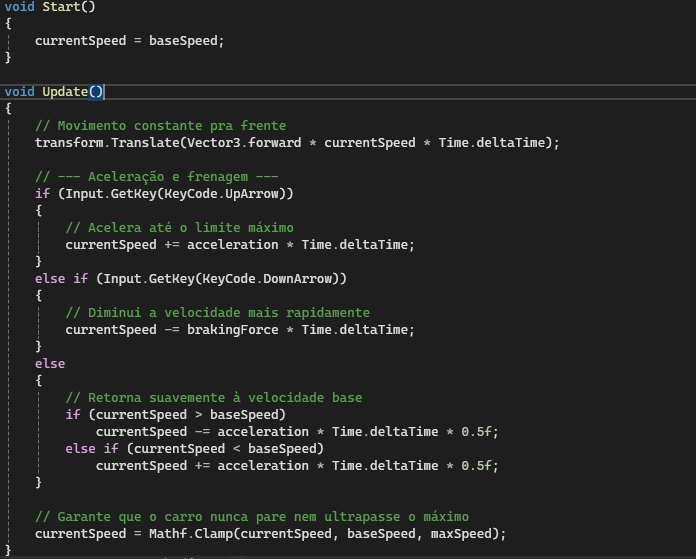 void Start()
{
    currentSpeed = baseSpeed;
}
void Update()
{
    // Movimento constante pra frente
    transform.Translate(Vector3.forward * currentSpeed * Time.deltaTime);
    // --- Aceleração e frenagem ---
    if (Input.GetKey(KeyCode.UpArrow))
    {
        // Acelera até o limite máximo
        currentSpeed += acceleration * Time.deltaTime;
    }
    else if (Input.GetKey(KeyCode.DownArrow))
    {
        // Diminui a velocidade mais rapidamente
        currentSpeed -= brakingForce * Time.deltaTime;
    }
    else
    {
        // Retorna suavemente à velocidade base
        if (currentSpeed > baseSpeed)
            currentSpeed -= acceleration * Time.deltaTime * 0.5f;
        else if (currentSpeed < baseSpeed)
            currentSpeed += acceleration * Time.deltaTime * 0.5f;
    }
    // Garante que o carro nunca pare nem ultrapasse o máximo
    currentSpeed = Mathf.Clamp(currentSpeed, baseSpeed, maxSpeed);
}